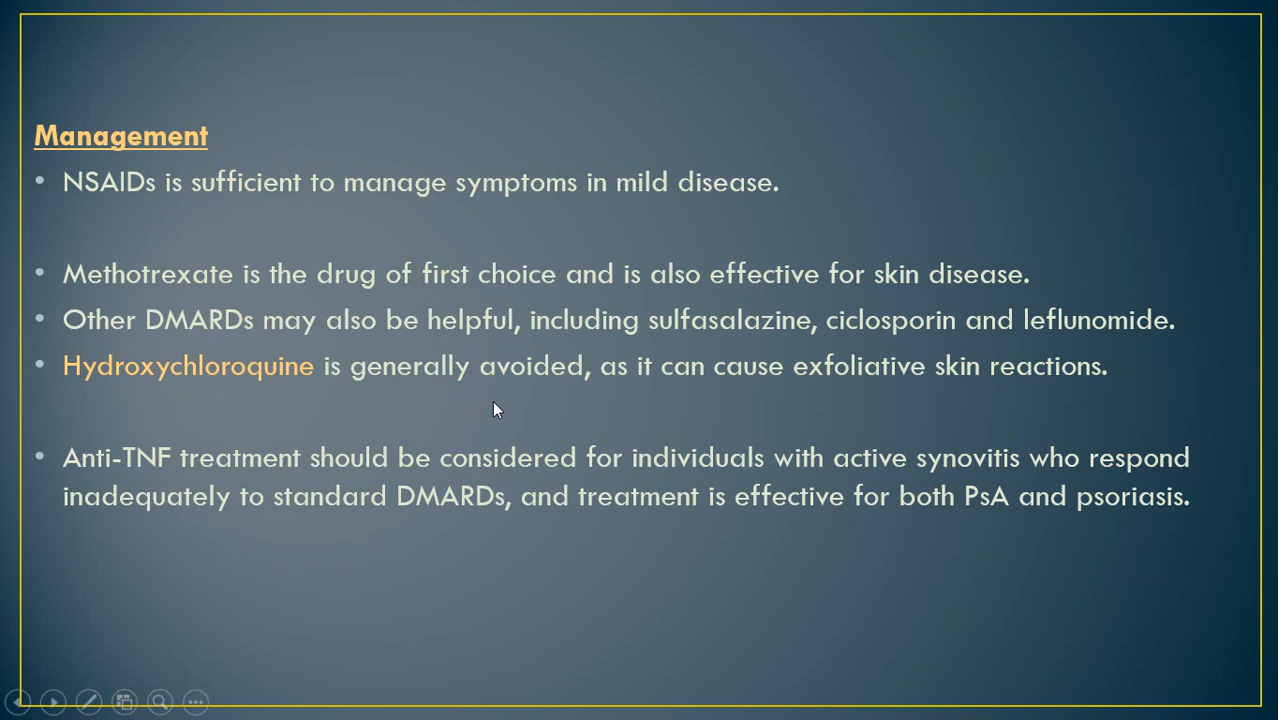 Management
• NSAIDs is sufficient to manage symptoms in mild disease.
• Methotrexate is the drug of first choice and is also effective for skin disease.
• Other DMARDs may also be helpful, including sulfasalazine, ciclosporin and leflunomide.
• Hydroxychloroquine is generally avoided, as it can cause exfoliative skin reactions.
• Anti-TNF treatment should be considered for individuals with active synovitis who respond
inadequately to standard DMARDs, and treatment is effective for both PsA and psoriasis.